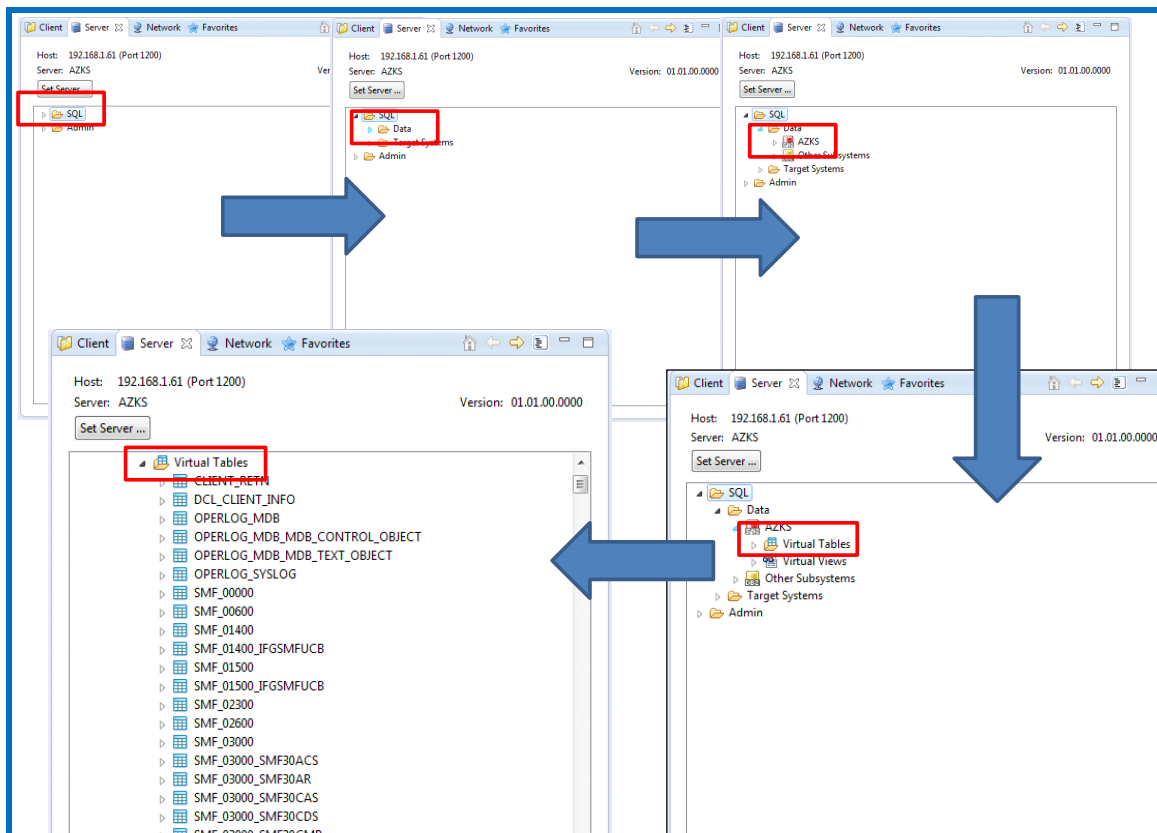 Client Server Network Favorites
Host: 192.168.1.61 (Port 1200)
Server: AZKS Ver
Set Server ...
SQL
Admin
Client Server Network Favorites
Host: 192.168.1.61 (Port 1200)
Server: AZKS Version: 01.01.00.0000
Set Server ...
SQL
Data
Target Systems
Admin
Client Server Network Favorites
Host: 192.168.1.61 (Port 1200)
Server: AZKS Version: 01.01.00.0000
Set Server ...
SQL
Data
AZKS
Other Subsystems
Target Systems
Admin
Client Server Network Favorites
Host: 192.168.1.61 (Port 1200)
Server: AZKS Version: 01.01.00.0000
Set Server ...
SQL
Data
AZKS
Virtual Tables
Virtual Views
Other Subsystems
Target Systems
Admin
Client Server Network Favorites
Host: 192.168.1.61 (Port 1200)
Server: AZKS Version: 01.01.00.0000
Set Server ...
Virtual Tables
CLIENT_RETN
DCL_CLIENT_INFO
OPERLOG_MDB
OPERLOG_MDB_MDB_CONTROL_OBJECT
OPERLOG_MDB_MDB_TEXT_OBJECT
OPERLOG_SYSLOG
SMF_00000
SMF_00600
SMF_01400
SMF_01400_IFGSMFUCB
SMF_01500
SMF_01500_IFGSMFUCB
SMF_02300
SMF_02600
SMF_03000
SMF_03000_SMF30ACS
SMF_03000_SMF30AR
SMF_03000_SMF30CAS
SMF_03000_SMF30CDS